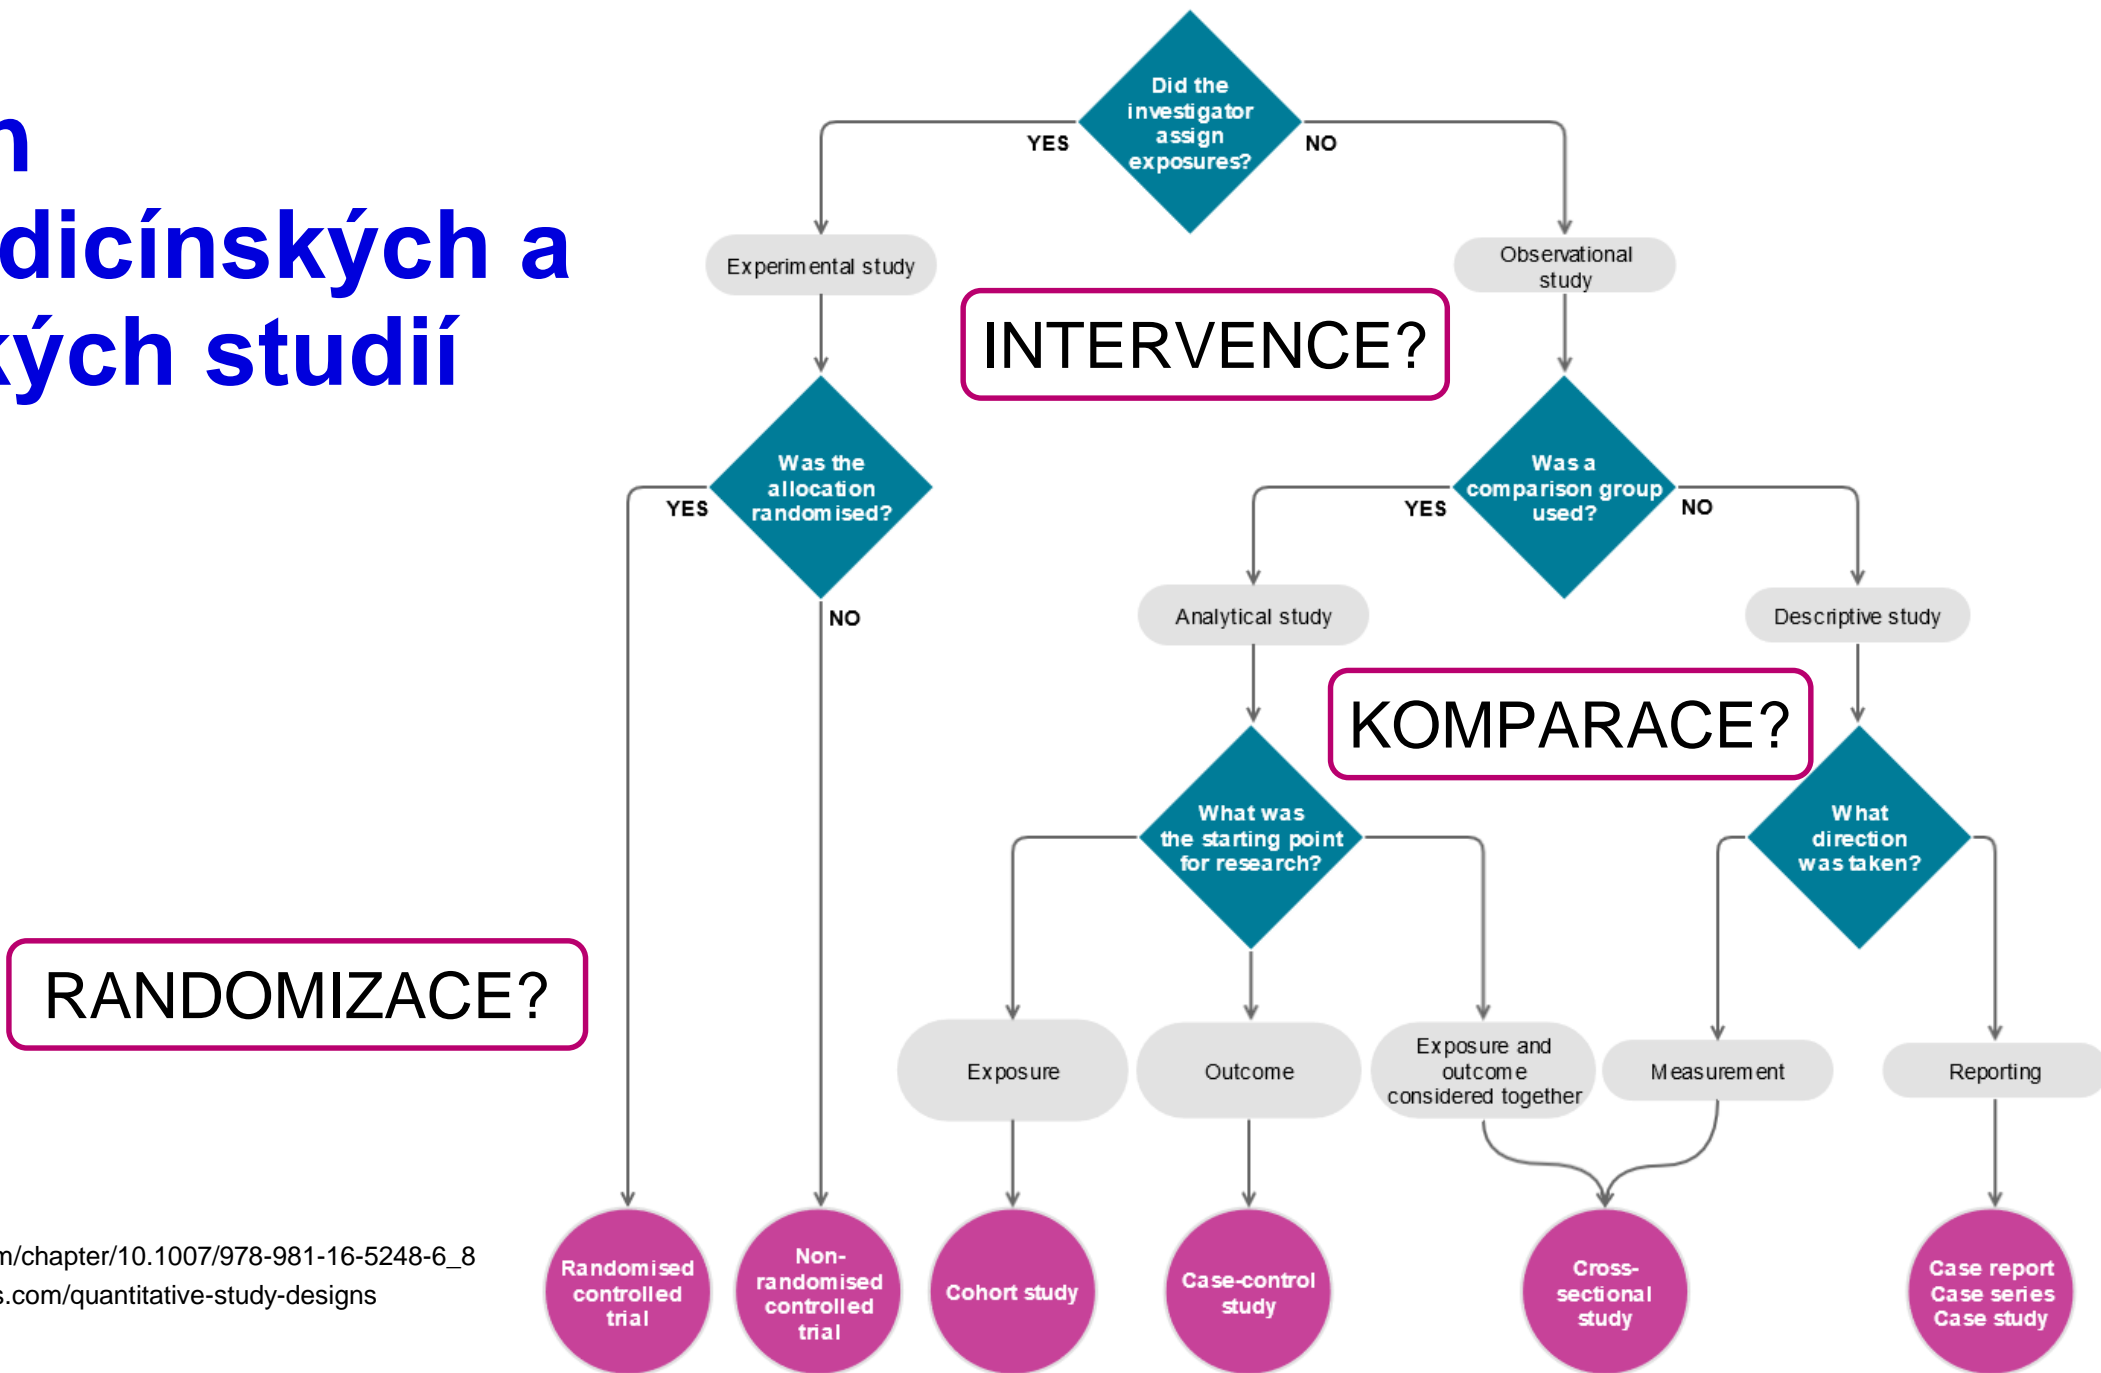 n
dicínských a
kých studií
Did the
investigator
assign
exposures?
YES
NO
Experimental study
Observational
study
INTERVENCE?
Was the
allocation
randomised?
YES
NO
Was a
comparison group
used?
YES
NO
Analytical study
Descriptive study
KOMPARACE?
What was
the starting point
for research?
What
direction
was taken?
RANDOMIZACE?
Exposure
Outcome
Exposure and
outcome
considered together
Measurement
Reporting
m/chapter/10.1007/978-981-16-5248-6_8
s.com/quantitative-study-designs
Randomised
controlled
trial
Non-
randomised
controlled
trial
Cohort study
Case-control
study
Cross-
sectional
study
Case report
Case series
Case study